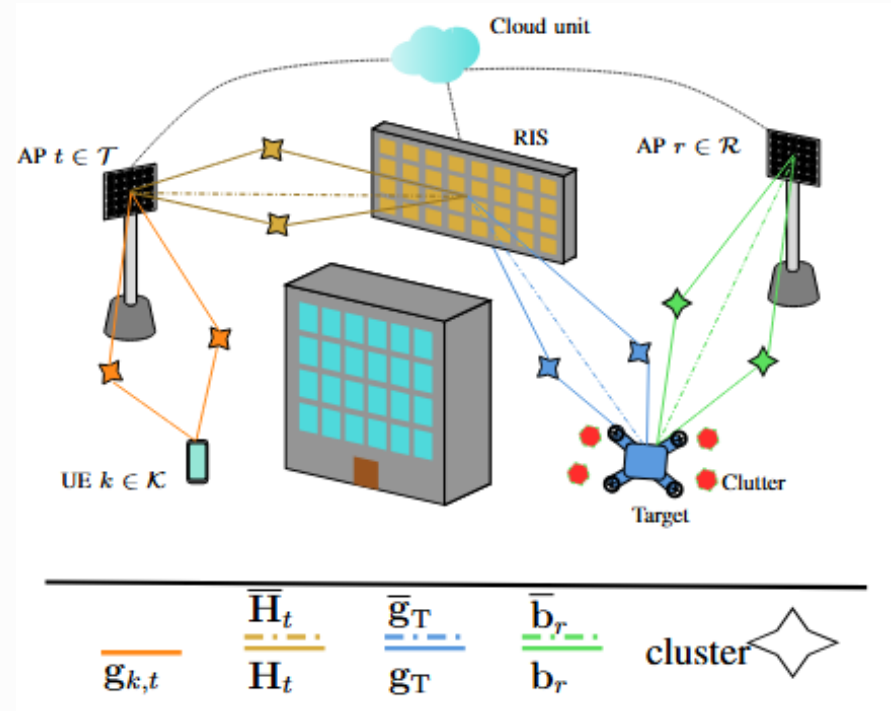 Cloud unit
RIS
AP t ∈ 𝒯
AP r ∈ ℛ
UE k ∈ 𝒦
Clutter
Target
H̅_t ḡ_T b̅_r
cluster
g_{k,t} H_t g_T b_r